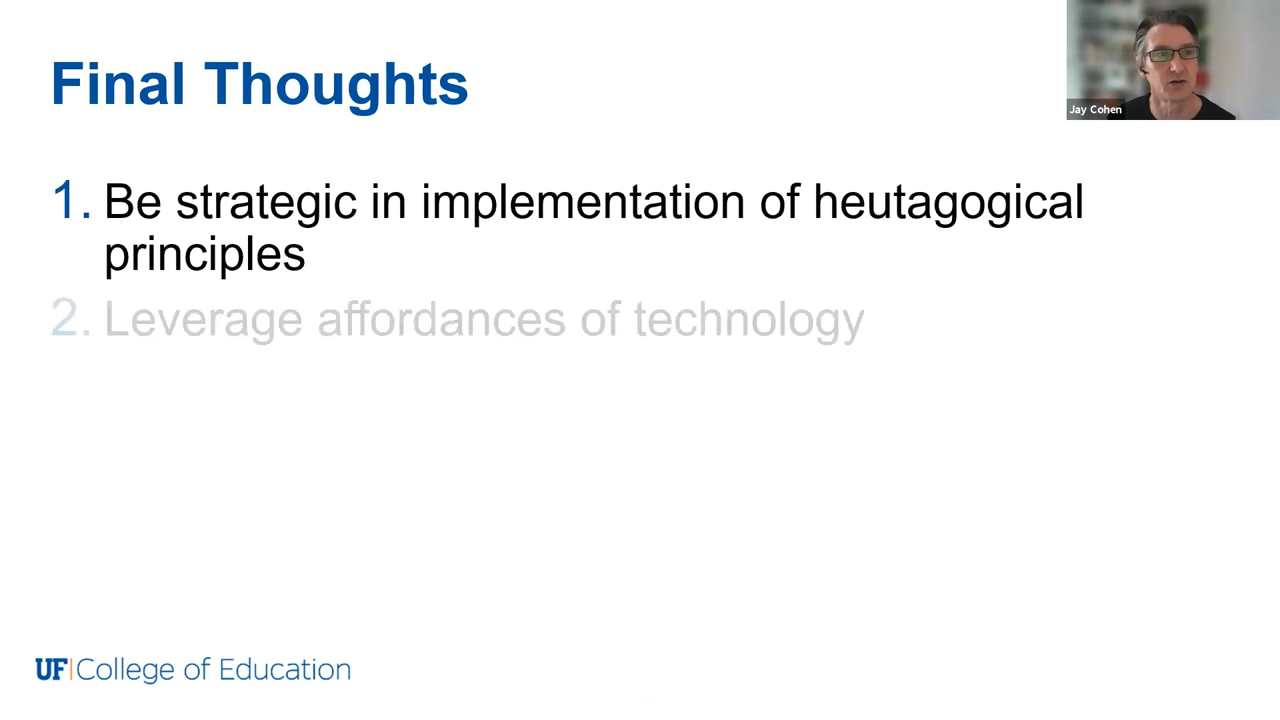 Final Thoughts
Jay Cohen
1. Be strategic in implementation of heutagogical
principles
2. Leverage affordances of technology
UF|College of Education